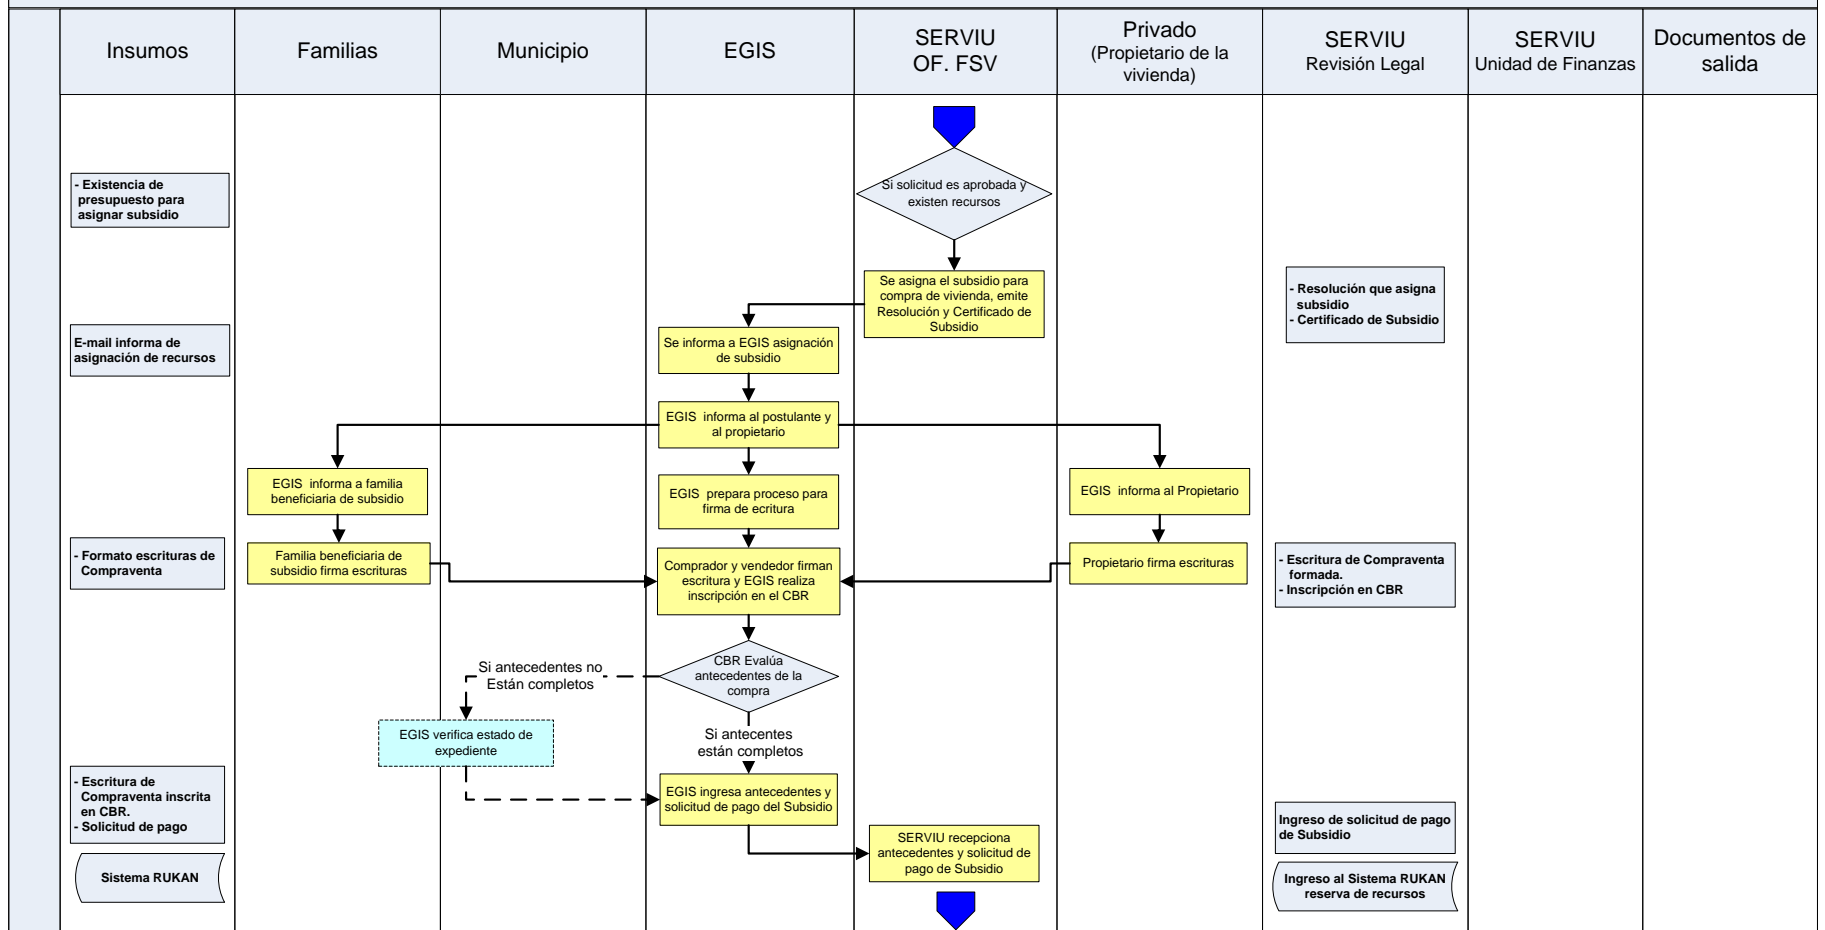 Insumos
Familias
Municipio
EGIS
SERVIU
OF. FSV
Privado
(Propietario de la
vivienda)
SERVIU
Revisión Legal
SERVIU
Unidad de Finanzas
Documentos de
salida
Si solicitud es aprobada y
existen recursos
- Existencia de
presupuesto para
asignar subsidio
Se asigna el subsidio para
compra de vivienda, emite
Resolución y Certificado de
Subsidio
- Resolución que asigna
subsidio
- Certificado de Subsidio
E-mail informa de
asignación de recursos
Se informa a EGIS asignación
de subsidio
EGIS informa al postulante y
al propietario
EGIS informa a familia
beneficiaria de subsidio
EGIS prepara proceso para
firma de ecritura
EGIS informa al Propietario
- Formato escrituras de
Compraventa
Familia beneficiaria de
subsidio firma escrituras
Comprador y vendedor firman
escritura y EGIS realiza
inscripción en el CBR
Propietario firma escrituras
- Escritura de Compraventa
formada.
- Inscripción en CBR
CBR Evalúa
antecedentes de la
compra
Si antecedentes no
Están completos
EGIS verifica estado de
expediente
Si antecentes
están completos
- Escritura de
Compraventa inscrita
en CBR.
- Solicitud de pago
EGIS ingresa antecedentes y
solicitud de pago del Subsidio
SERVIU recepciona
antecedentes y solicitud de
pago de Subsidio
Ingreso de solicitud de pago
de Subsidio
Sistema RUKAN
Ingreso al Sistema RUKAN
reserva de recursos